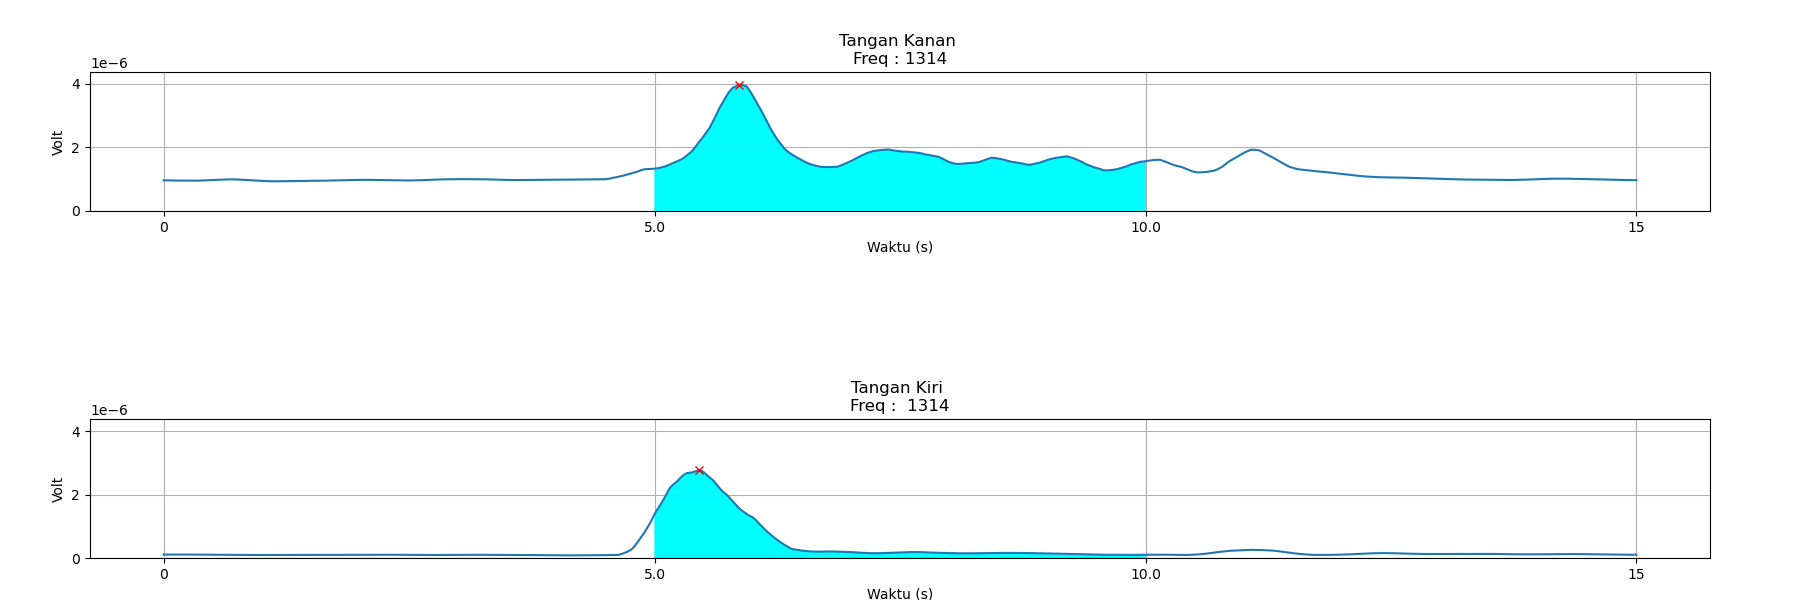 Tangan Kanan
Freq : 1314
1e−6
4
2
0
Volt
0 5.0 10.0 15
Waktu (s)
Tangan Kiri
Freq :  1314
1e−6
4
2
0
Volt
0 5.0 10.0 15
Waktu (s)